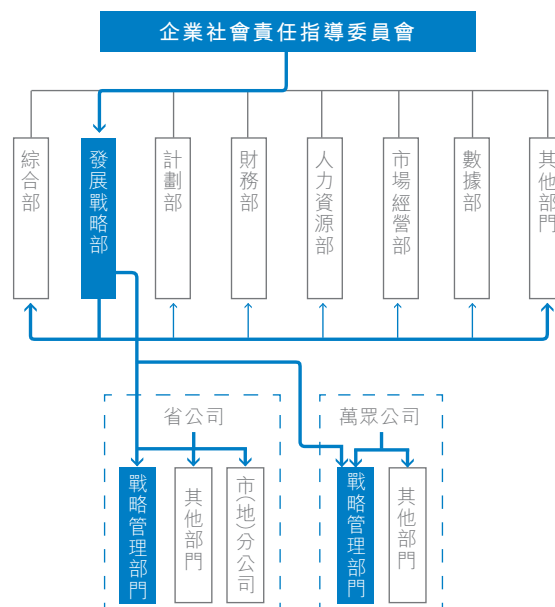 企業社會責任指導委員會
綜合部
發展戰略部
計劃部
財務部
人力資源部
市場經營部
數據部
其他部門
省公司
萬眾公司
戰略管理部門
其他部門
市(地)分公司
戰略管理部門
其他部門